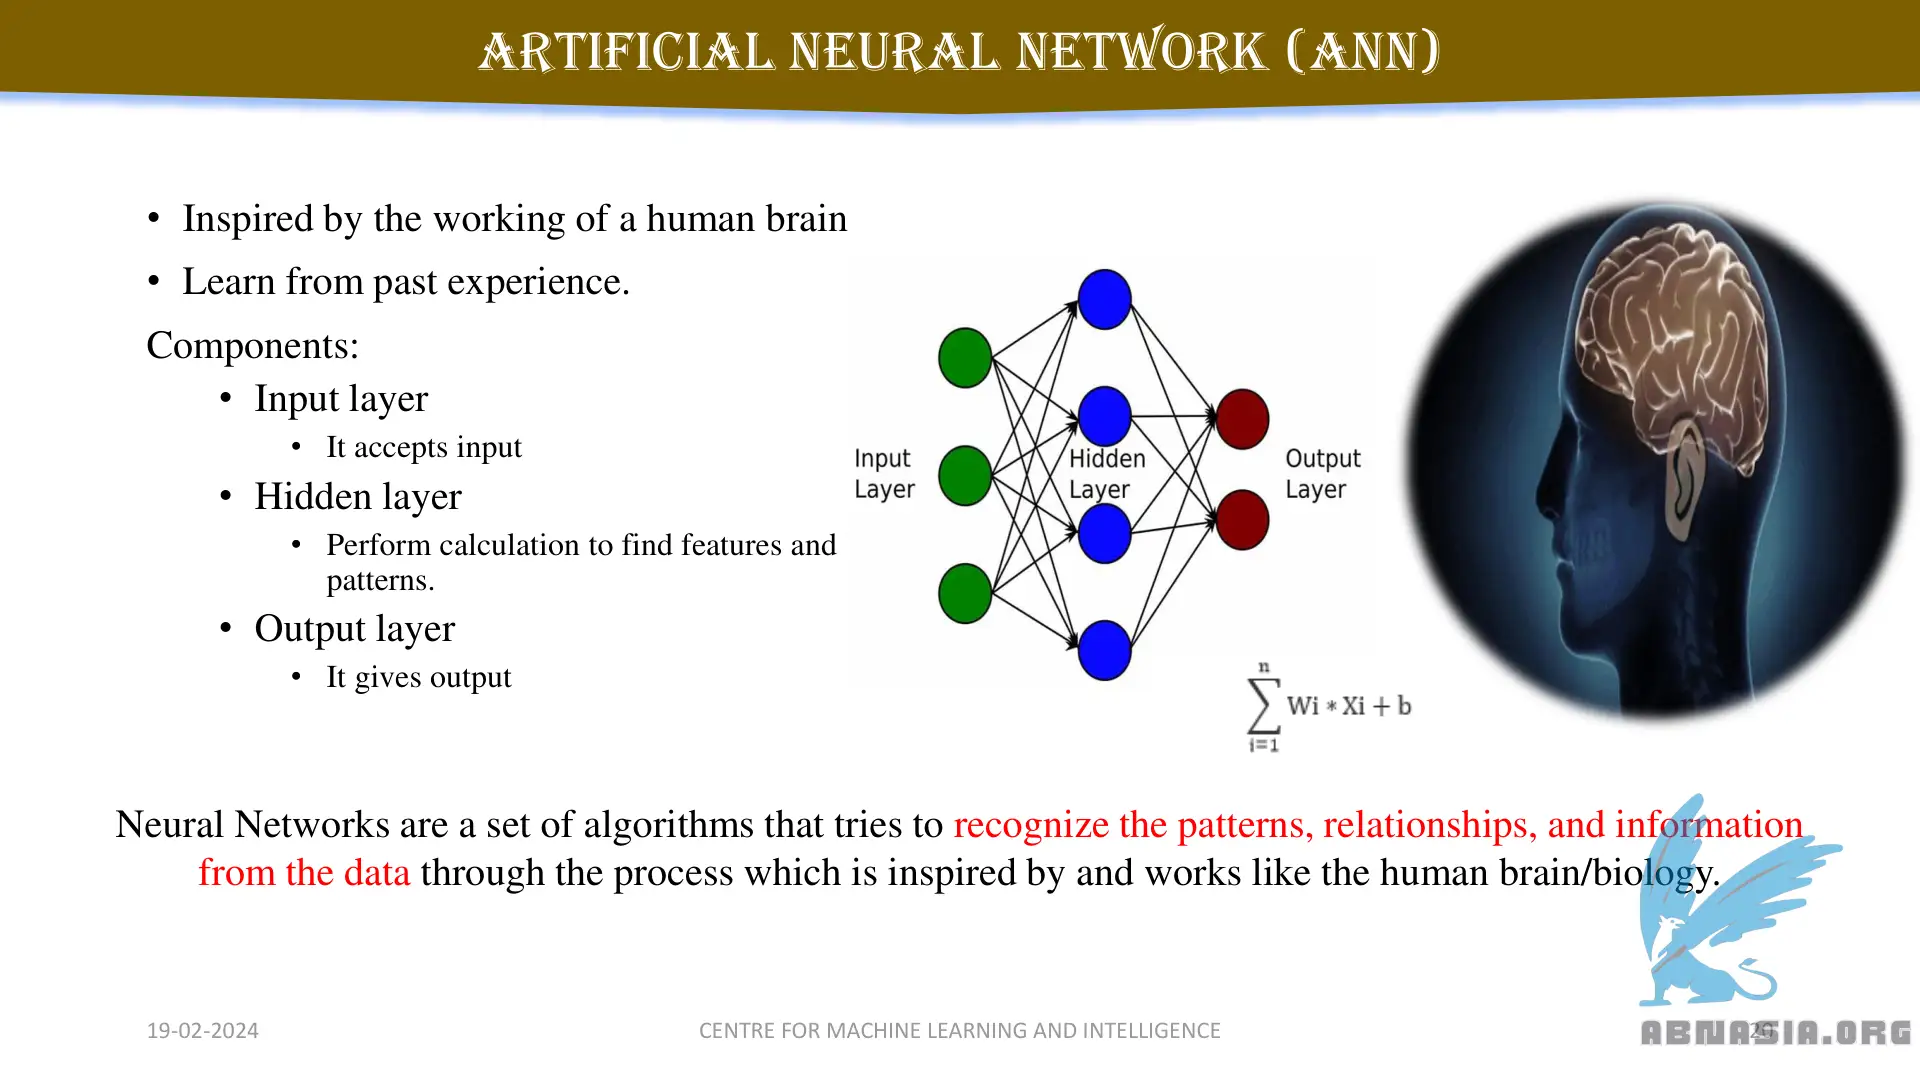 ARTIFICIAL NEURAL NETWORK (ANN)
• Inspired by the working of a human brain
• Learn from past experience.
Components:
• Input layer
• It accepts input
• Hidden layer
• Perform calculation to find features and
patterns.
• Output layer
• It gives output
Input
Layer
Hidden
Layer
Output
Layer
n
∑ Wi * Xi + b
i=1
Neural Networks are a set of algorithms that tries to recognize the patterns, relationships, and information
from the data through the process which is inspired by and works like the human brain/biology.
19-02-2024
CENTRE FOR MACHINE LEARNING AND INTELLIGENCE
20
ABNASIA.ORG